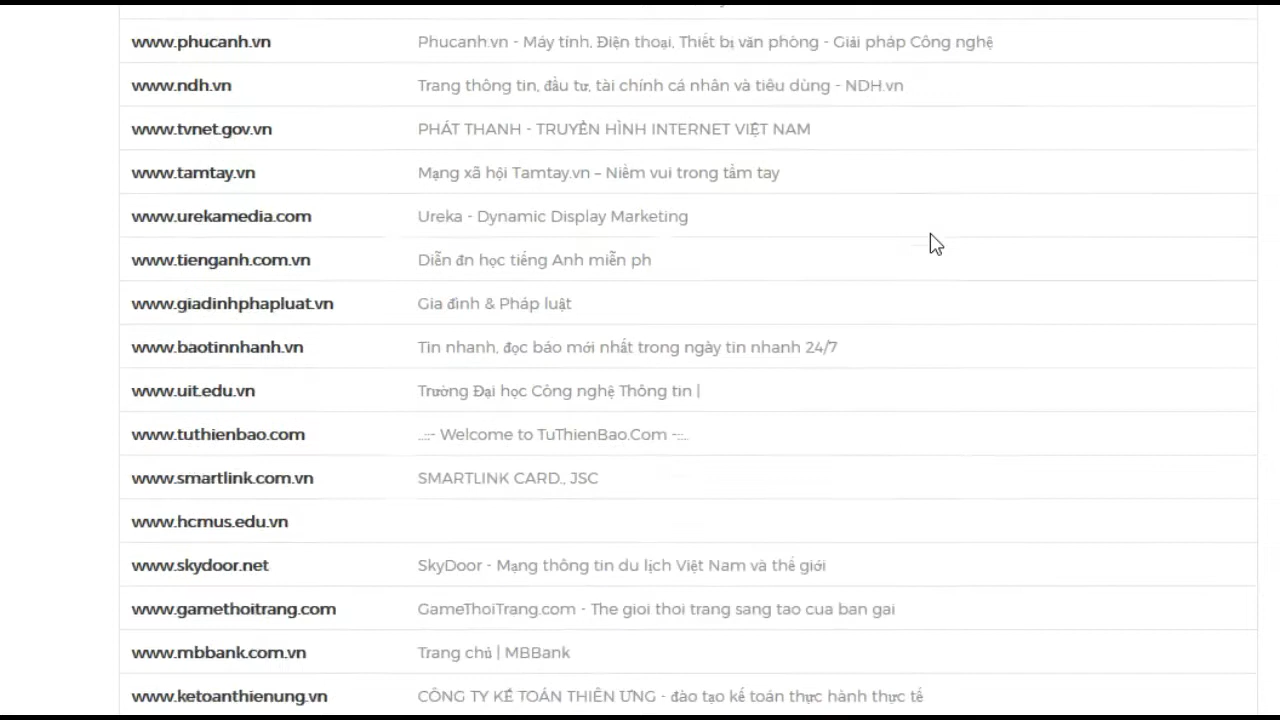 www.phucanh.vn Phucanh.vn - Máy tính, Điện thoại, Thiết bị văn phòng - Giải pháp Công nghệ
www.ndh.vn Trang thông tin, đầu tư, tài chính cá nhân và tiêu dùng - NDH.vn
www.tvnet.gov.vn PHÁT THANH - TRUYỀN HÌNH INTERNET VIỆT NAM
www.tamtay.vn Mạng xã hội Tamtay.vn – Niềm vui trong tầm tay
www.urekamedia.com Ureka - Dynamic Display Marketing
www.tienganh.com.vn Diễn đn học tiếng Anh miễn ph
www.giadinhphapluat.vn Gia đình & Pháp luật
www.baotinnhanh.vn Tin nhanh, đọc báo mới nhất trong ngày tin nhanh 24/7
www.uit.edu.vn Trường Đại học Công nghệ Thông tin |
www.tuthienbao.com ..::- Welcome to TuThienBao.Com -::..
www.smartlink.com.vn SMARTLINK CARD., JSC
www.hcmus.edu.vn
www.skydoor.net SkyDoor - Mạng thông tin du lịch Việt Nam và thế giới
www.gamethoitrang.com GameThoiTrang.com - The gioi thoi trang sang tao cua ban gai
www.mbbank.com.vn Trang chủ | MBBank
www.ketoanthienung.vn CÔNG TY KẾ TOÁN THIÊN ƯNG - đào tạo kế toán thực hành thực tế